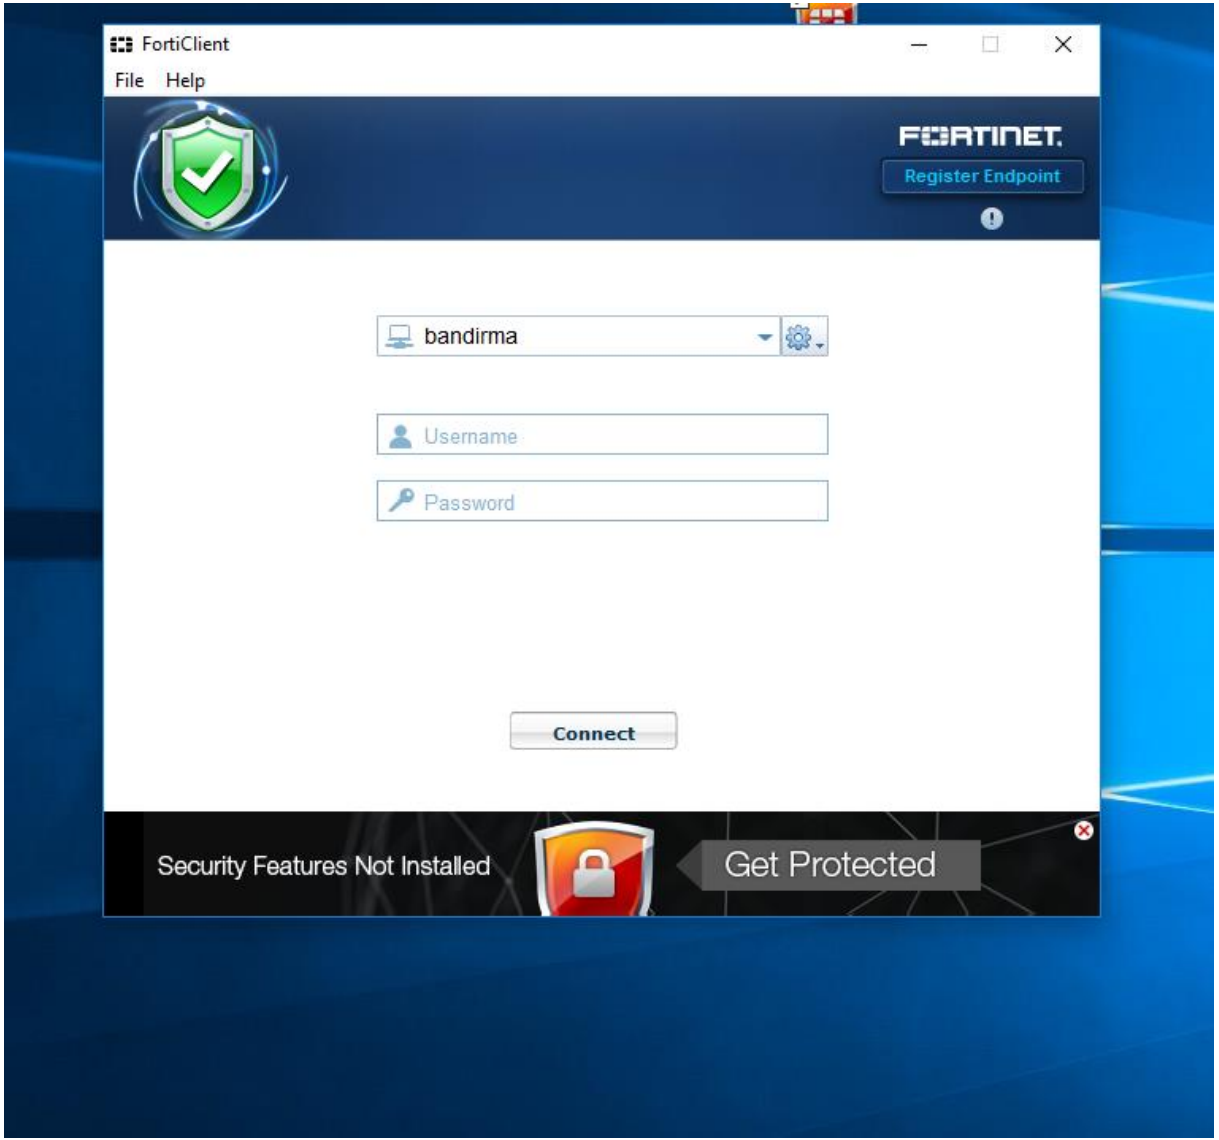 FortiClient
File Help
FORTINET.
Register Endpoint
bandirma
Username
Password
Connect
Security Features Not Installed
Get Protected